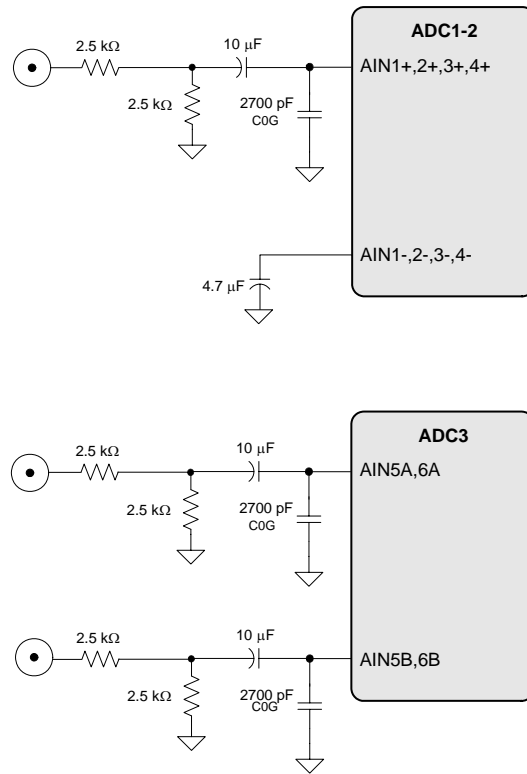 ADC1-2
2.5 kΩ
10 μF
AIN1+,2+,3+,4+
2.5 kΩ
2700 pF
C0G
AIN1-,2-,3-,4-
4.7 μF
ADC3
2.5 kΩ
10 μF
AIN5A,6A
2.5 kΩ
2700 pF
C0G
2.5 kΩ
10 μF
AIN5B,6B
2.5 kΩ
2700 pF
C0G